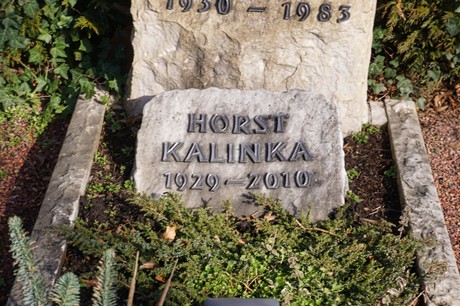 1930 – 1983
HORST
KALINKA
1929 – 2010